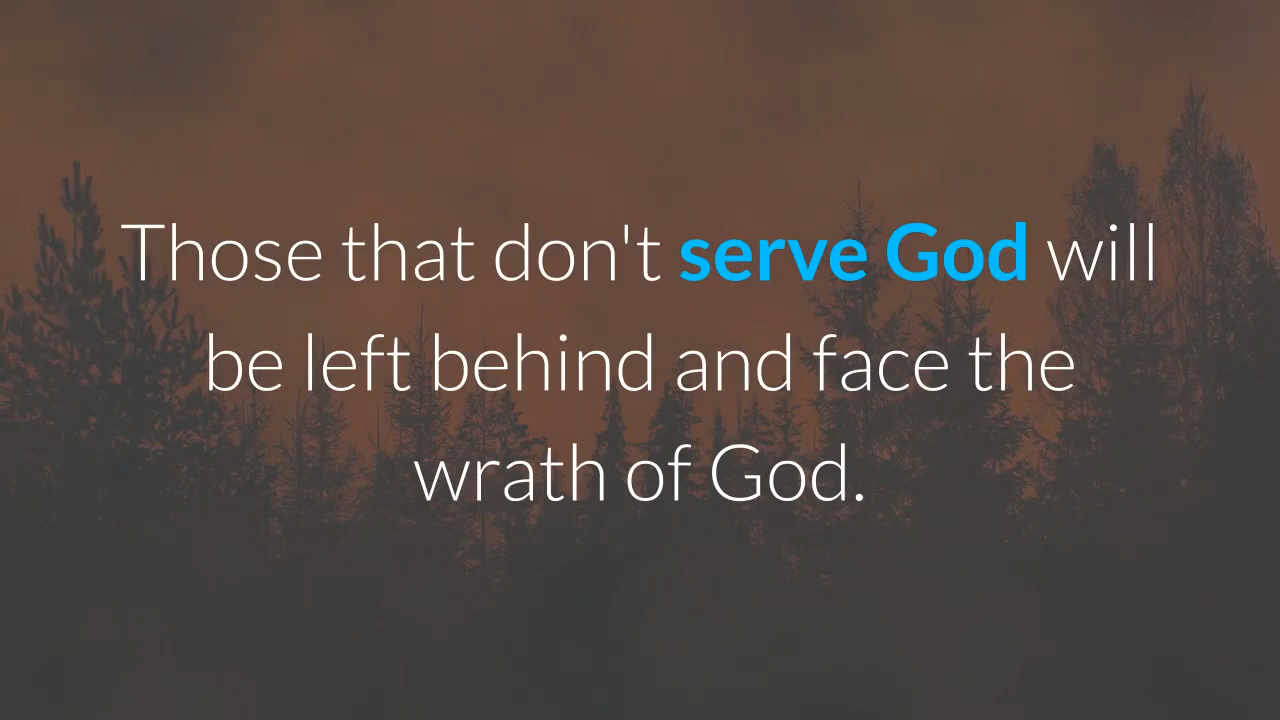 Those that don't serve God will
be left behind and face the
wrath of God.